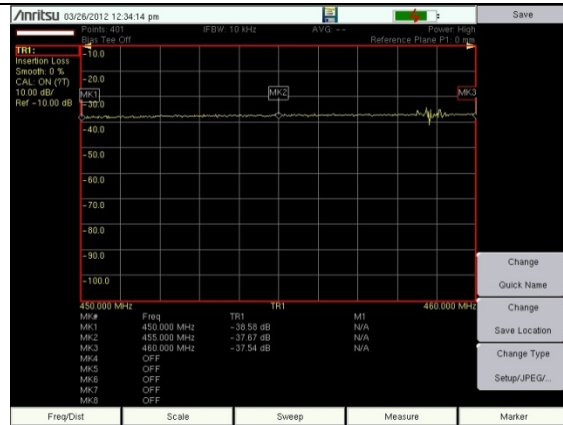 Anritsu 03/26/2012 12:34:14 pm
Save
Points: 401 IFBW: 10 kHz AVG: -- Power: High
Bias Tee Off Reference Plane P1: 0 mm
TR1:
Insertion Loss
Smooth: 0 %
CAL: ON (?T)
10.00 dB/
Ref -10.00 dB
-10.0
-20.0
MK1 MK2 MK3
-30.0
-40.0
-50.0
-60.0
-70.0
-80.0
-90.0
-100.0
450.000 MHz TR1 460.000 MHz
MK# Freq TR1 M1
MK1 450.000 MHz -38.58 dB N/A
MK2 455.000 MHz -37.67 dB N/A
MK3 460.000 MHz -37.54 dB N/A
MK4 OFF
MK5 OFF
MK6 OFF
MK7 OFF
MK8 OFF
Change
Quick Name
Change
Save Location
Change Type
Setup/JPEG/...
Freq/Dist Scale Sweep Measure Marker